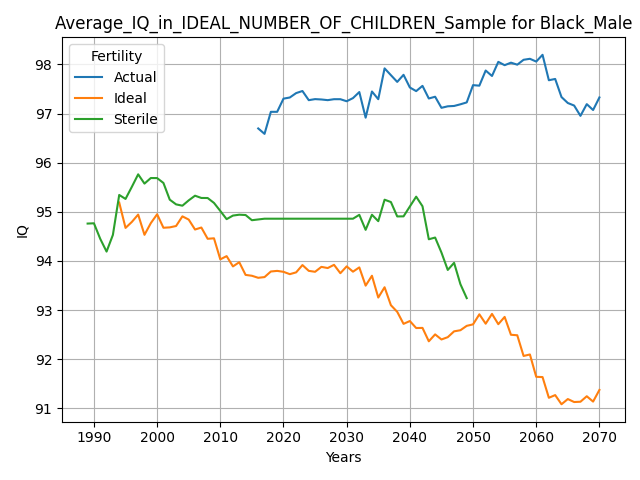 Average_IQ_in_IDEAL_NUMBER_OF_CHILDREN_Sample for Black_Male
Fertility
Actual
Ideal
Sterile
98
97
96
95
94
93
92
91
IQ
1990 2000 2010 2020 2030 2040 2050 2060 2070
Years